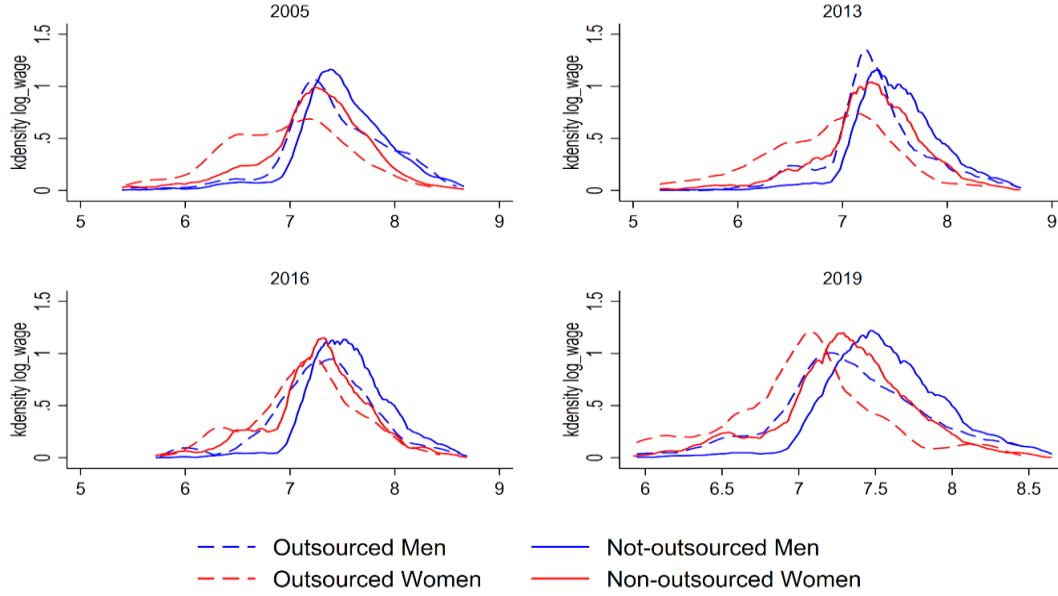 2005
kdensity log_wage
0 .5 1 1.5
5 6 7 8 9
2013
kdensity log_wage
0 .5 1 1.5
5 6 7 8 9
2016
kdensity log_wage
0 .5 1 1.5
5 6 7 8 9
2019
kdensity log_wage
0 .5 1 1.5
6 6.5 7 7.5 8 8.5
Outsourced Men
Not-outsourced Men
Outsourced Women
Non-outsourced Women